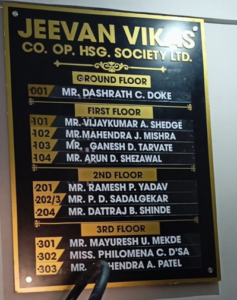 JEEVAN VIKAS
CO. OP. HSG. SOCIETY LTD.
GROUND FLOOR
001 MR. DASHRATH C. DOKE
FIRST FLOOR
101 MR. VIJAYKUMAR A. SHEDGE
102 MR.MAHENDRA J. MISHRA
103 MR. GANESH D. TARVATE
104 MR. ARUN D. SHEZAWAL
2ND FLOOR
201 MR. RAMESH P. YADAV
202/3 MR. P. D. SADALGEKAR
204 MR. DATTRAJ B. SHINDE
3RD FLOOR
301 MR. MAYURESH U. MEKDE
302 MISS. PHILOMENA C. D'SA
303 MR. A. PATEL